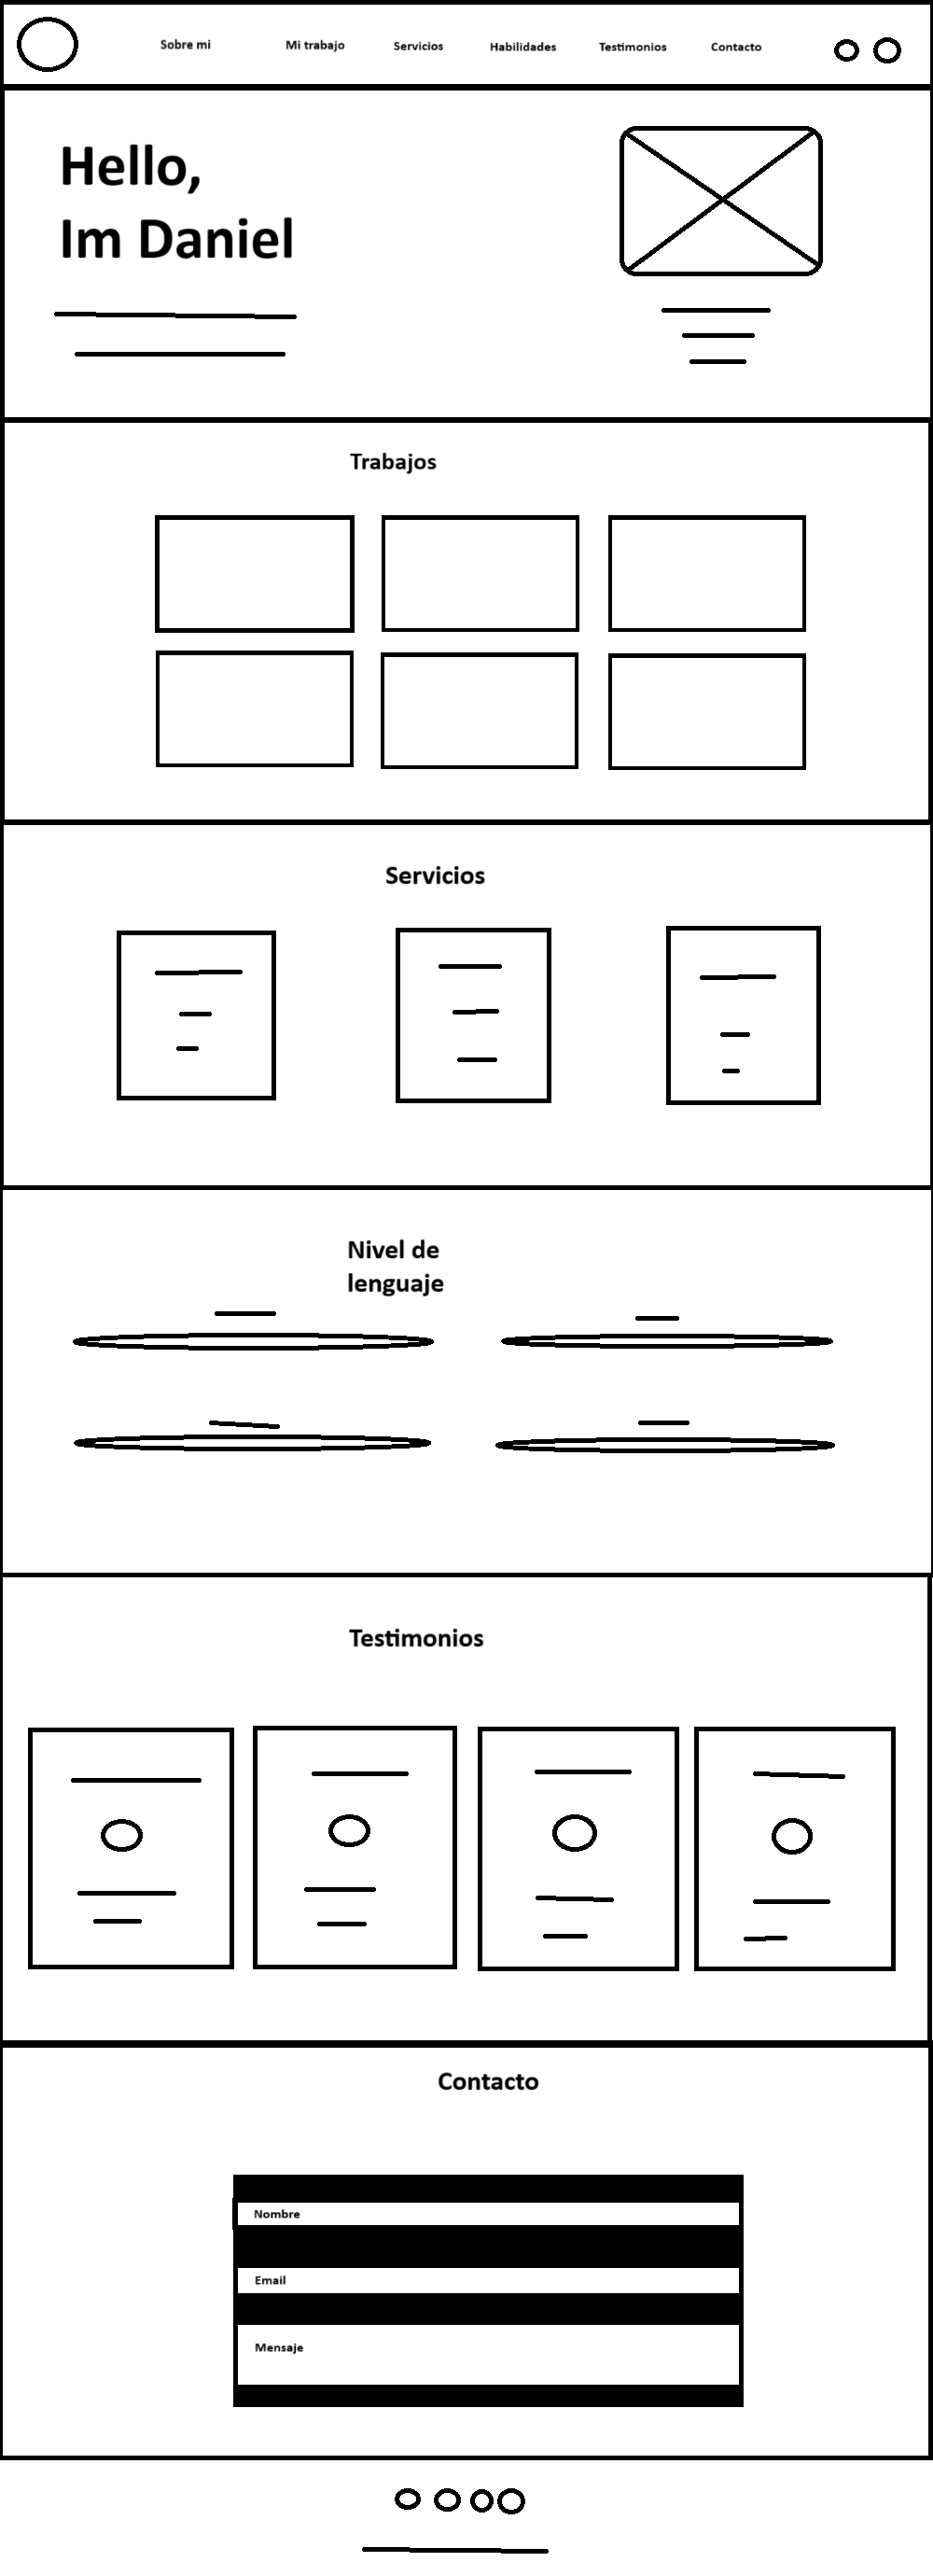 Sobre mi
Mi trabajo
Servicios
Habilidades
Testimonios
Contacto
Hello,
Im Daniel
Trabajos
Servicios
Nivel de
lenguaje
Testimonios
Contacto
Nombre
Email
Mensaje